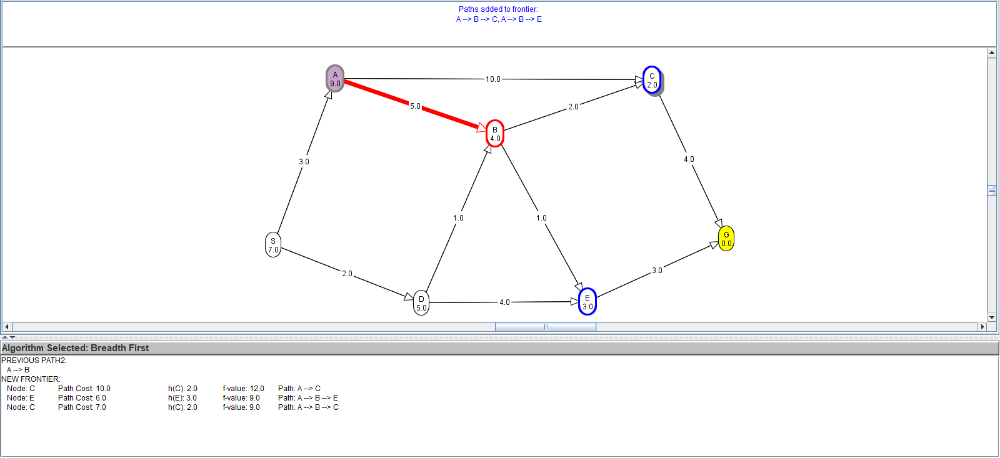 Paths added to frontier:
A --> B --> C, A --> B --> E
A
9.0
10.0
C
2.0
5.0
2.0
B
4.0
3.0
4.0
1.0
1.0
G
0.0
S
7.0
2.0
3.0
D
5.0
4.0
E
3.0
Algorithm Selected: Breadth First
PREVIOUS PATH2:
A --> B
NEW FRONTIER:
Node: C Path Cost: 10.0 h(C): 2.0 f-value: 12.0 Path: A --> C
Node: E Path Cost: 6.0 h(E): 3.0 f-value: 9.0 Path: A --> B --> E
Node: C Path Cost: 7.0 h(C): 2.0 f-value: 9.0 Path: A --> B --> C